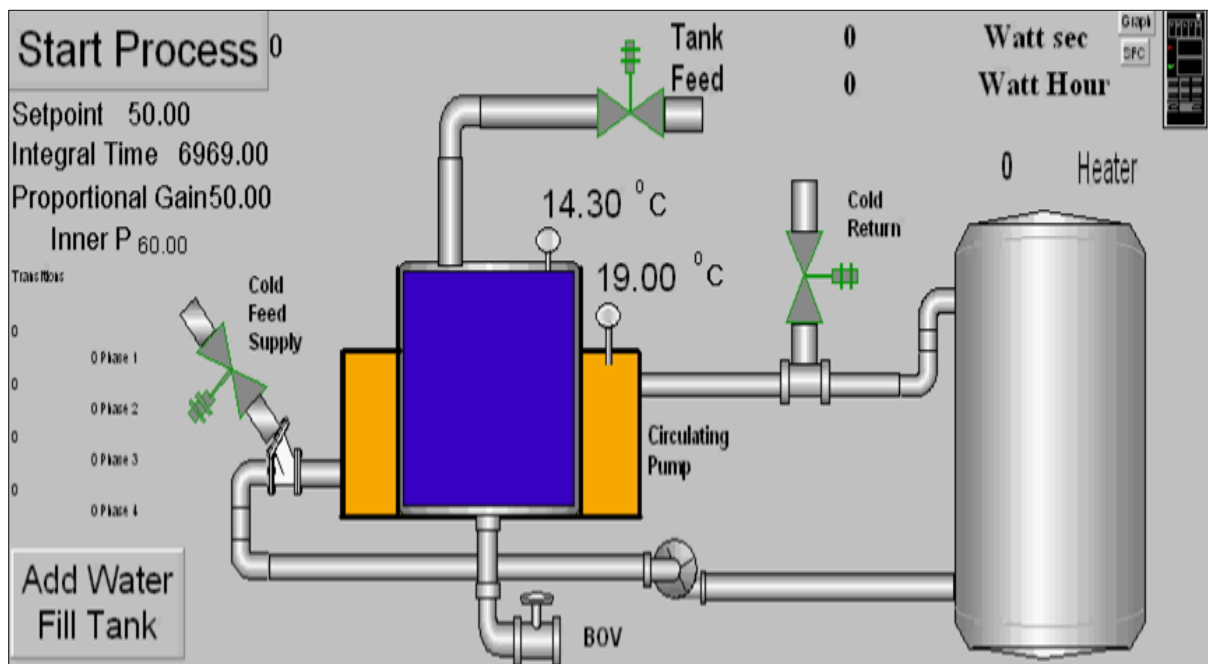 Start Process 0
Tank 0 Watt sec
Feed 0 Watt Hour
Graph
SFC
Setpoint 50.00
Integral Time 6969.00
Proportional Gain 50.00
Inner P 60.00
0 Heater
14.30 °C
19.00 °C
Cold
Return
Transitions
Cold
Feed
Supply
0
0 Phase 1
0
0 Phase 2
0
0 Phase 3
0
0 Phase 4
Circulating
Pump
Add Water
Fill Tank
BOV